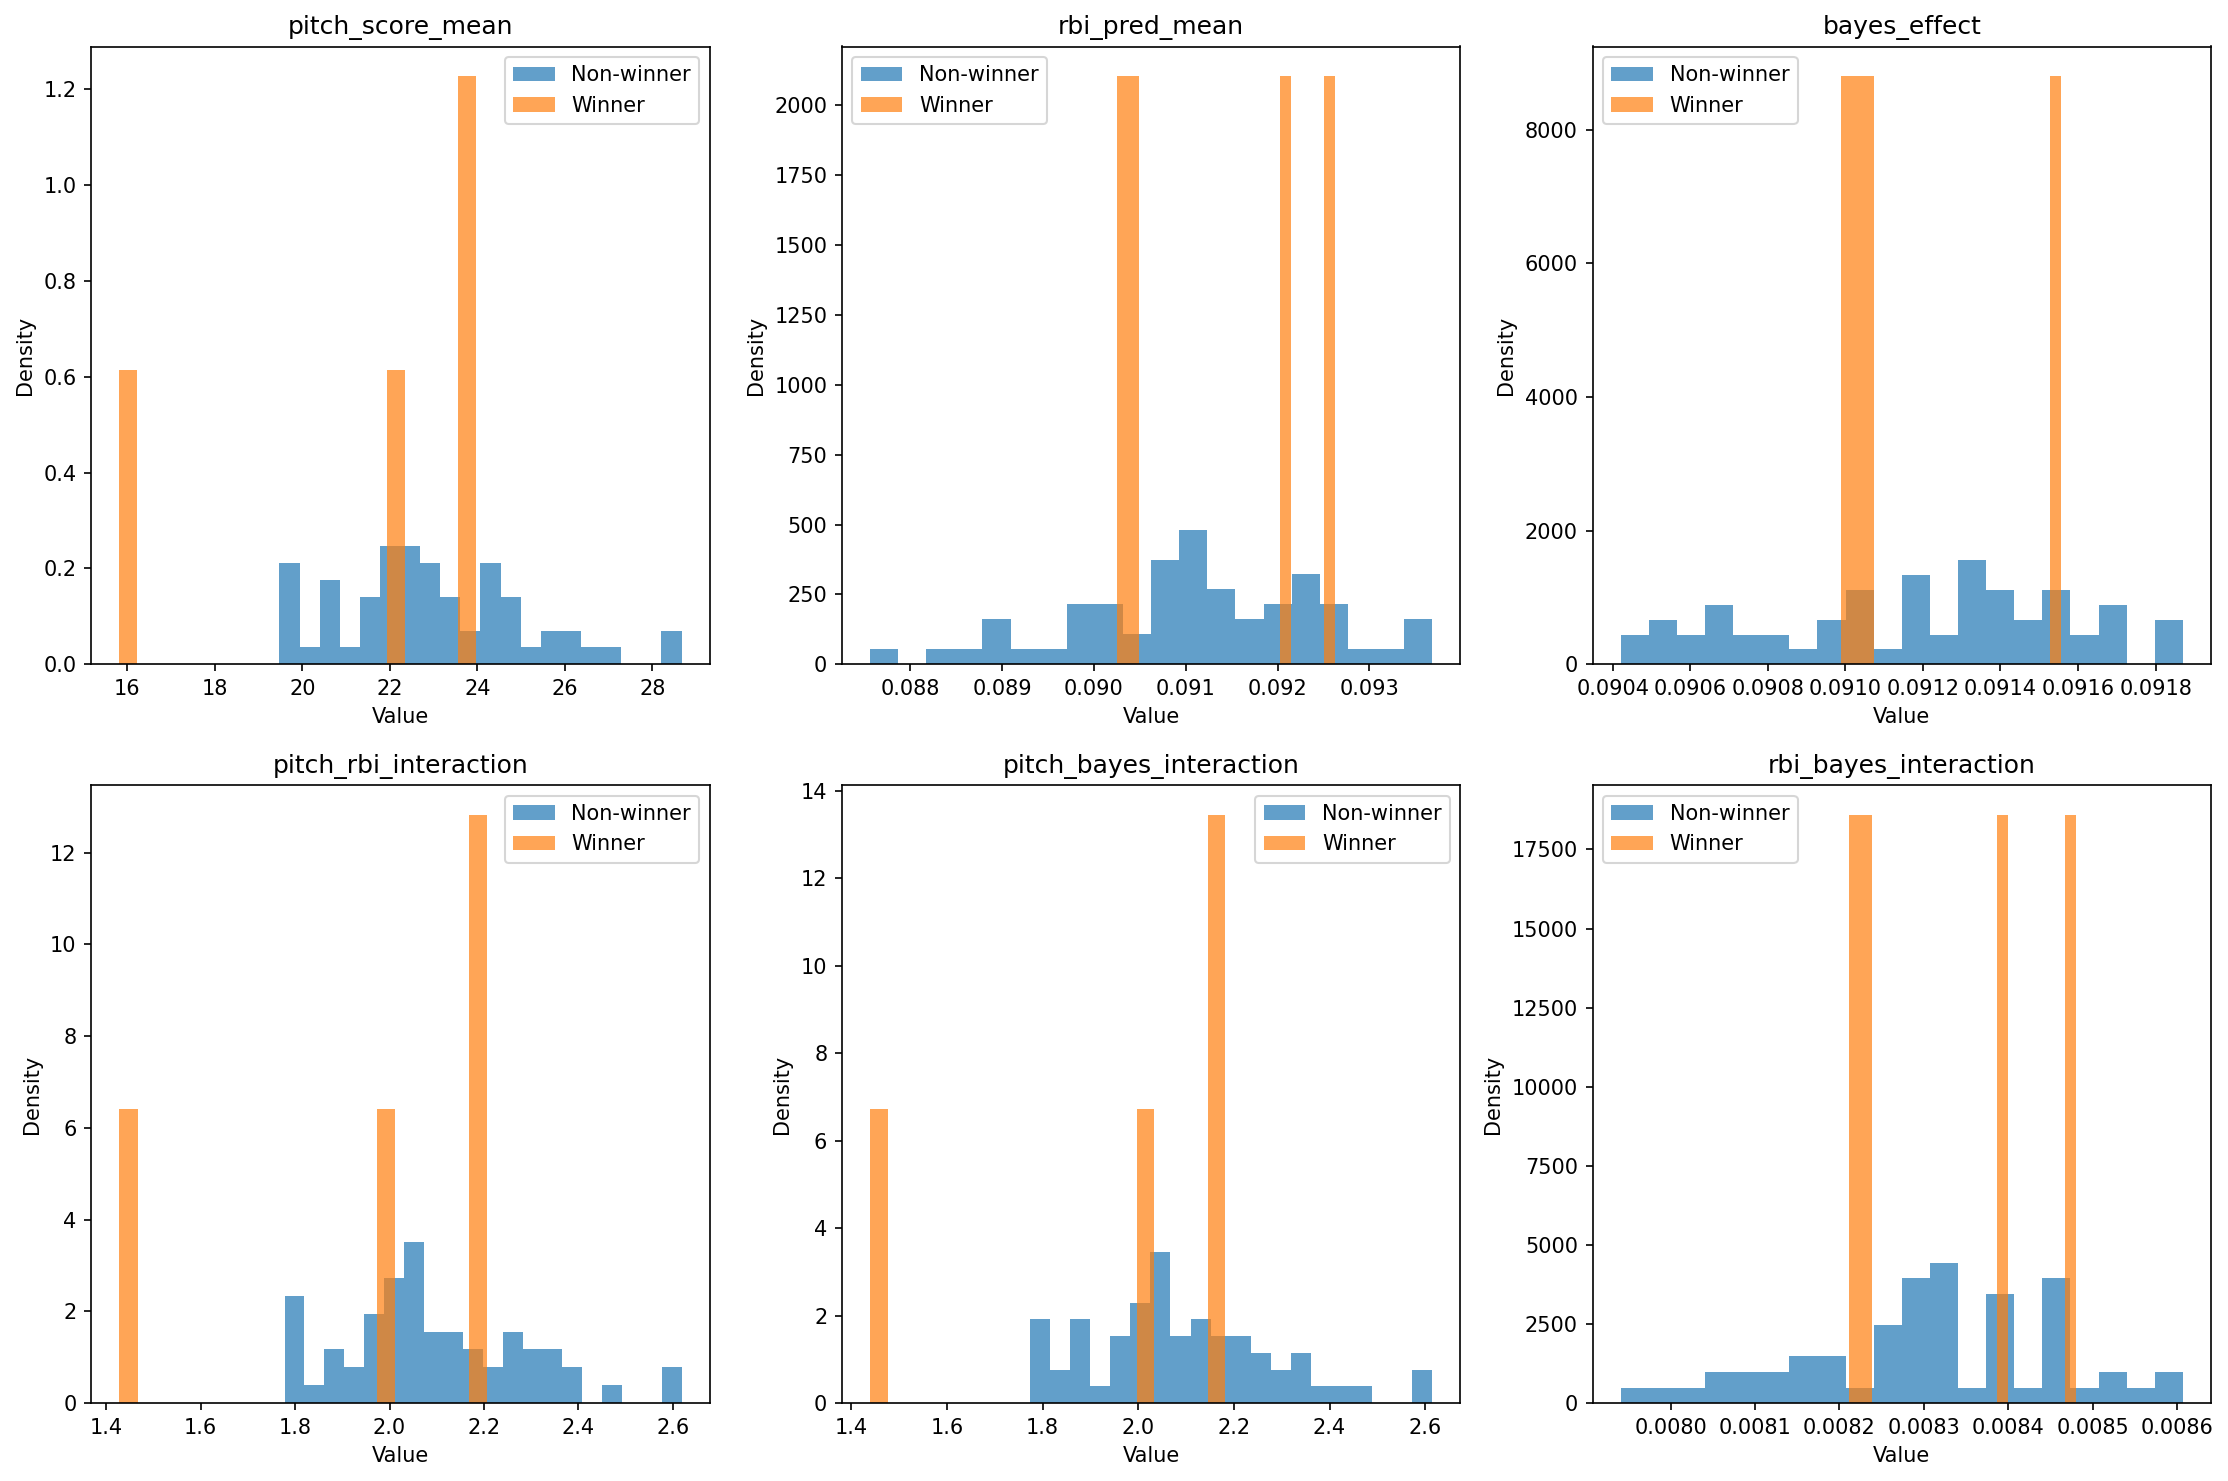 pitch_score_mean
Non-winner
Winner
Density
1.2
1.0
0.8
0.6
0.4
0.2
0.0
16 18 20 22 24 26 28
Value
rbi_pred_mean
Non-winner
Winner
Density
2000
1750
1500
1250
1000
750
500
250
0
0.088 0.089 0.090 0.091 0.092 0.093
Value
bayes_effect
Non-winner
Winner
Density
8000
6000
4000
2000
0
0.0904 0.0906 0.0908 0.0910 0.0912 0.0914 0.0916 0.0918
Value
pitch_rbi_interaction
Non-winner
Winner
Density
12
10
8
6
4
2
0
1.4 1.6 1.8 2.0 2.2 2.4 2.6
Value
pitch_bayes_interaction
Non-winner
Winner
Density
14
12
10
8
6
4
2
0
1.4 1.6 1.8 2.0 2.2 2.4 2.6
Value
rbi_bayes_interaction
Non-winner
Winner
Density
17500
15000
12500
10000
7500
5000
2500
0
0.0080 0.0081 0.0082 0.0083 0.0084 0.0085 0.0086
Value